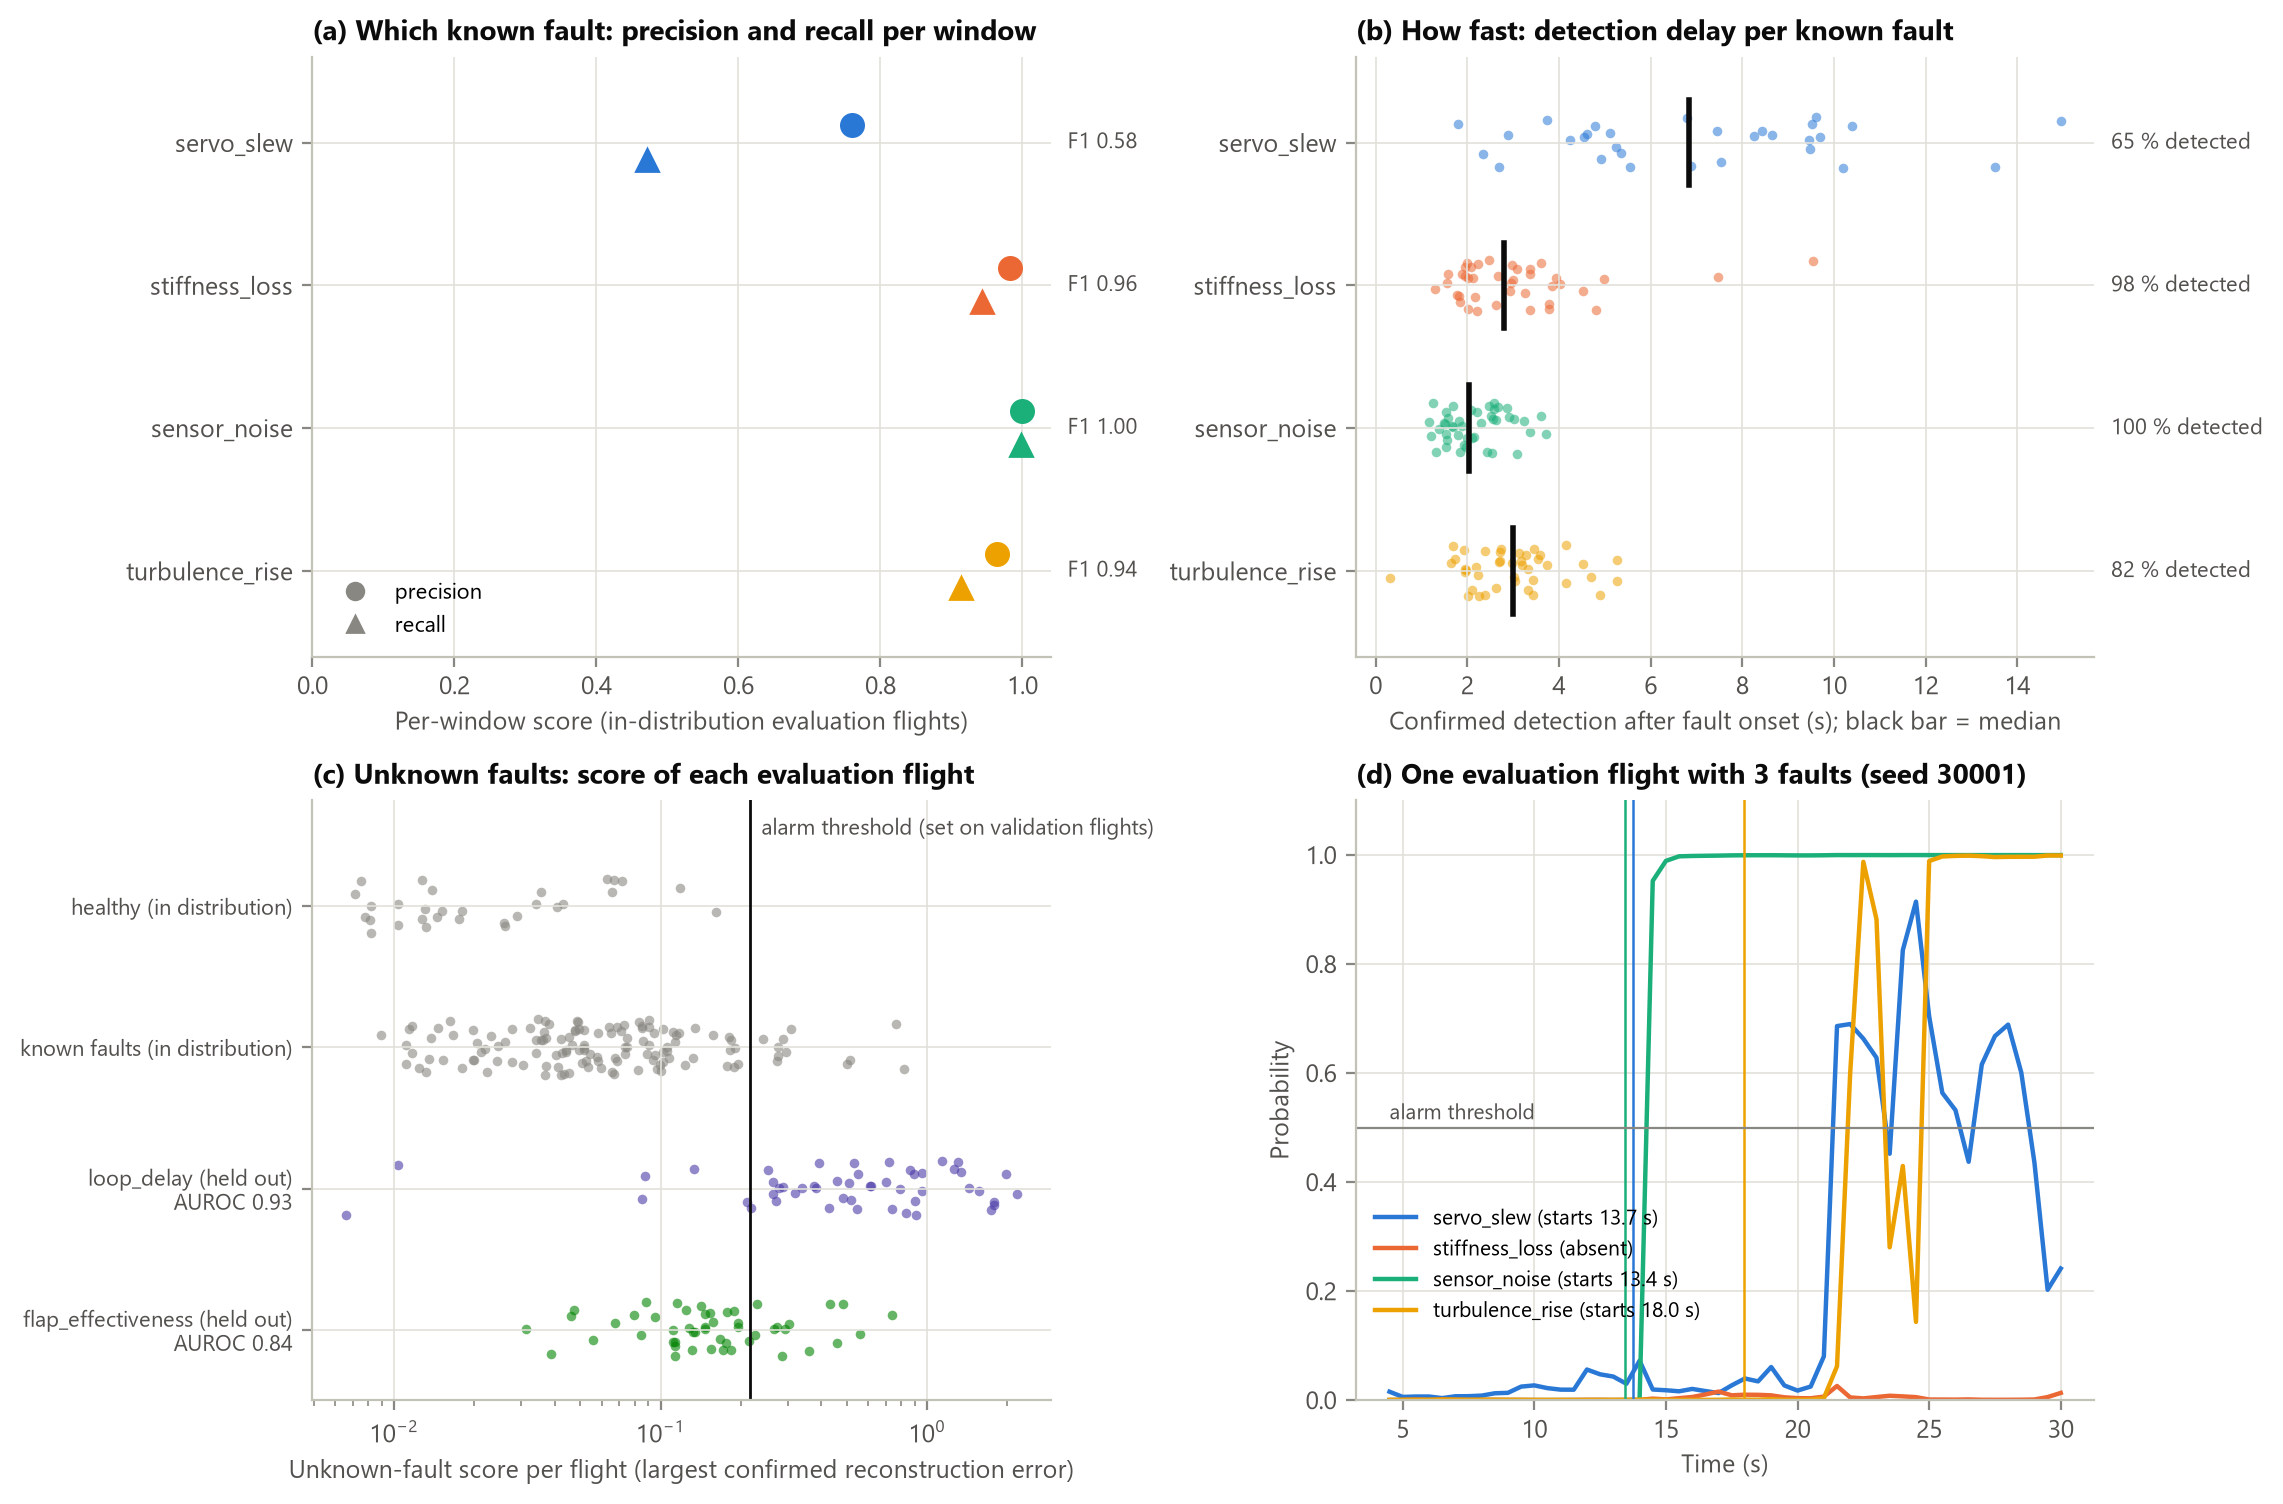 (a) Which known fault: precision and recall per window
servo_slew
F1 0.58
stiffness_loss
F1 0.96
sensor_noise
F1 1.00
turbulence_rise
F1 0.94
precision
recall
0.0 0.2 0.4 0.6 0.8 1.0
Per-window score (in-distribution evaluation flights)
(b) How fast: detection delay per known fault
servo_slew
65 % detected
stiffness_loss
98 % detected
sensor_noise
100 % detected
turbulence_rise
82 % detected
0 2 4 6 8 10 12 14
Confirmed detection after fault onset (s); black bar = median
(c) Unknown faults: score of each evaluation flight
alarm threshold (set on validation flights)
healthy (in distribution)
known faults (in distribution)
loop_delay (held out)
AUROC 0.93
flap_effectiveness (held out)
AUROC 0.84
10⁻² 10⁻¹ 10⁰
Unknown-fault score per flight (largest confirmed reconstruction error)
(d) One evaluation flight with 3 faults (seed 30001)
1.0
0.8
0.6
0.4
0.2
0.0
Probability
alarm threshold
servo_slew (starts 13.7 s)
stiffness_loss (absent)
sensor_noise (starts 13.4 s)
turbulence_rise (starts 18.0 s)
5 10 15 20 25 30
Time (s)